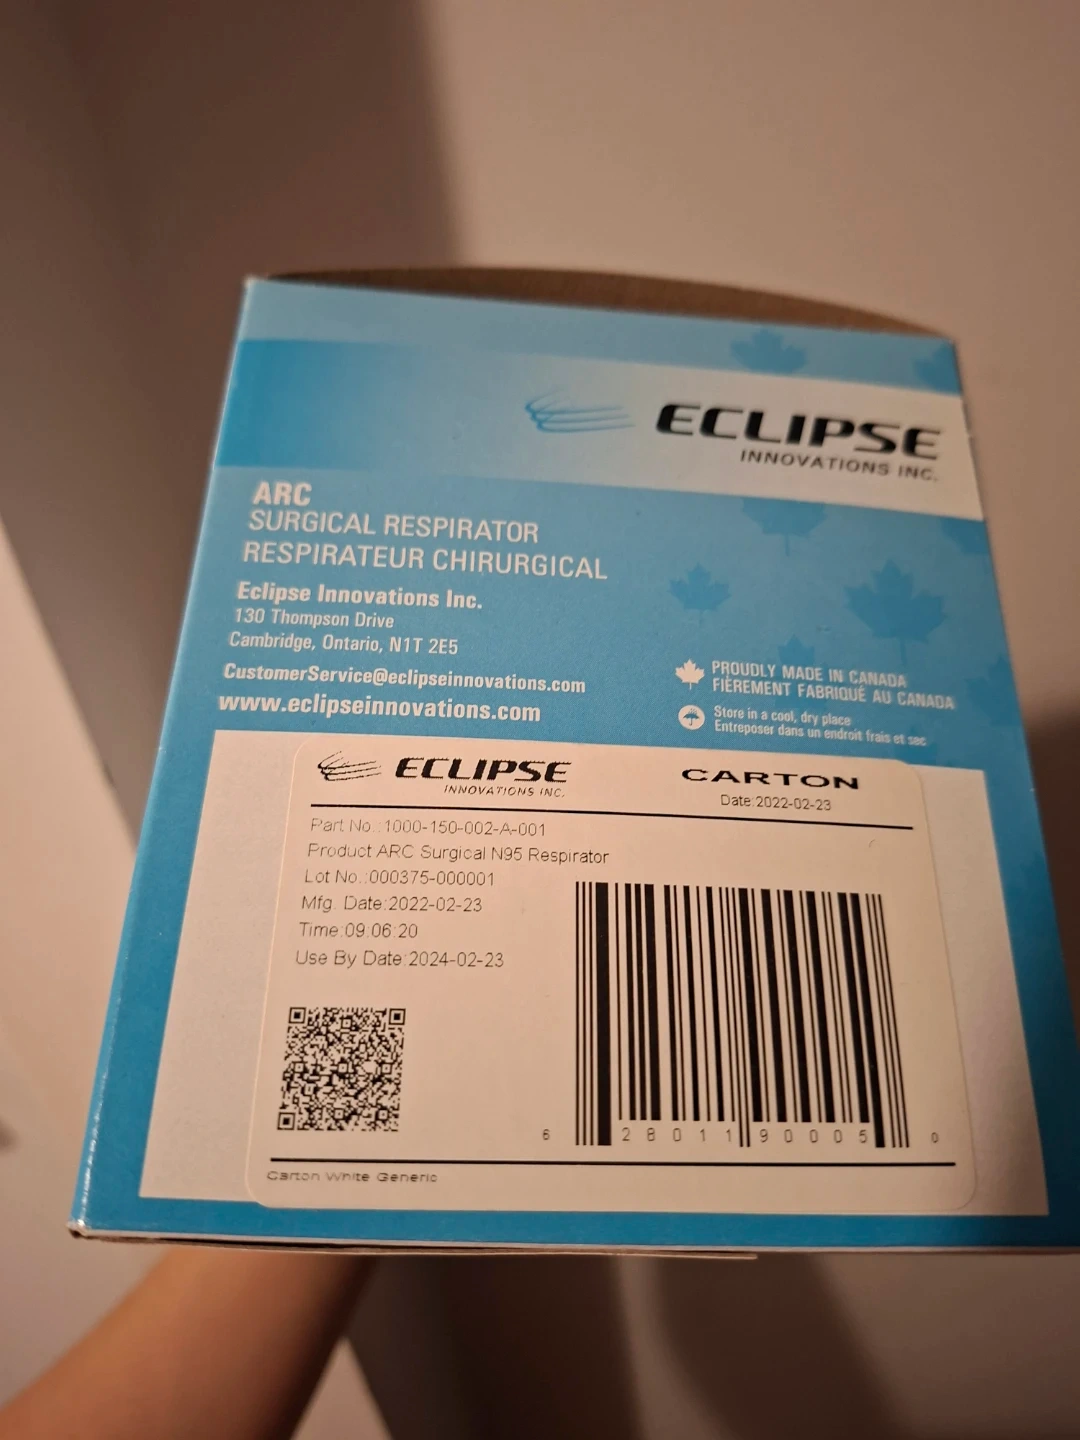 ECLIPSE
INNOVATIONS INC.
ARC
SURGICAL RESPIRATOR
RESPIRATEUR CHIRURGICAL
Eclipse Innovations Inc.
130 Thompson Drive
Cambridge, Ontario, N1T 2E5
CustomerService@eclipseinnovations.com
www.eclipseinnovations.com
PROUDLY MADE IN CANADA
FIÈREMENT FABRIQUÉ AU CANADA
Store in a cool, dry place
Entreposer dans un endroit frais et sec
ECLIPSE
INNOVATIONS INC.
CARTON
Date:2022-02-23
Part No.:1000-150-002-A-001
Product ARC Surgical N95 Respirator
Lot No.:000375-000001
Mfg. Date:2022-02-23
Time:09:06:20
Use By Date:2024-02-23
6 28011 90005 0
Carton White Generic